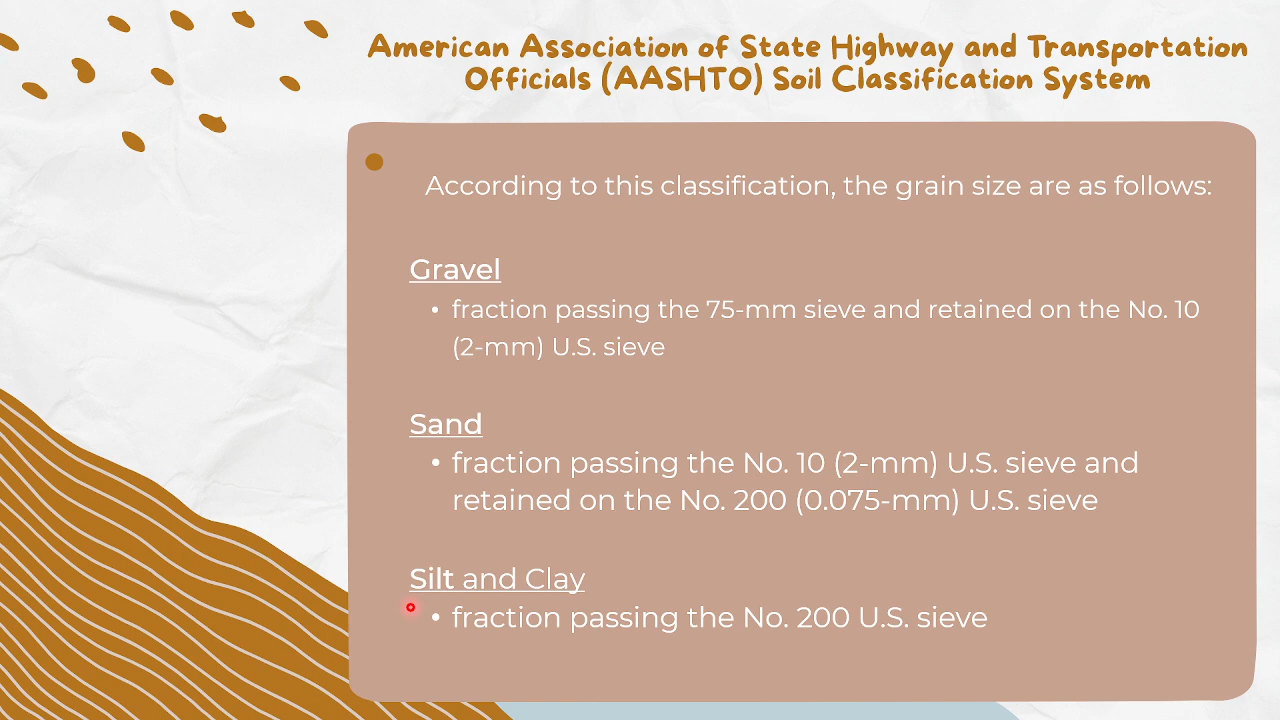 American Association of State Highway and Transportation
Officials (AASHTO) Soil Classification System
According to this classification, the grain size are as follows:
Gravel
• fraction passing the 75-mm sieve and retained on the No. 10
(2-mm) U.S. sieve
Sand
• fraction passing the No. 10 (2-mm) U.S. sieve and
retained on the No. 200 (0.075-mm) U.S. sieve
Silt and Clay
• fraction passing the No. 200 U.S. sieve